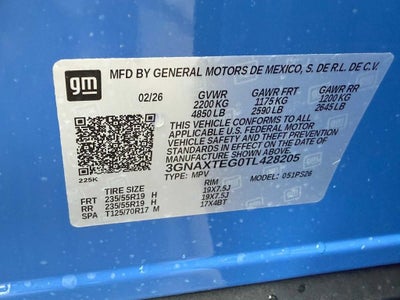 gm
MFD BY GENERAL MOTORS DE MEXICO, S. DE R.L. DE C.V.
02/26 GVWR GAWR FRT GAWR RR
2200 KG 1175 KG 1200 KG
4850 LB 2590 LB 2645 LB
THIS VEHICLE CONFORMS TO ALL
APPLICABLE U.S. FEDERAL MOTOR
VEHICLE SAFETY AND THEFT PREVENTION
STANDARDS IN EFFECT ON THE DATE OF
MANUFACTURE SHOWN ABOVE.
3GNAXTEG0TL428205
225K TYPE: MPV MODEL: 051PS26
TIRE SIZE RIM
FRT 235/55R19 H 19X7.5J
RR 235/55R19 H 19X7.5J
SPA T125/70R17 M 17X4BT